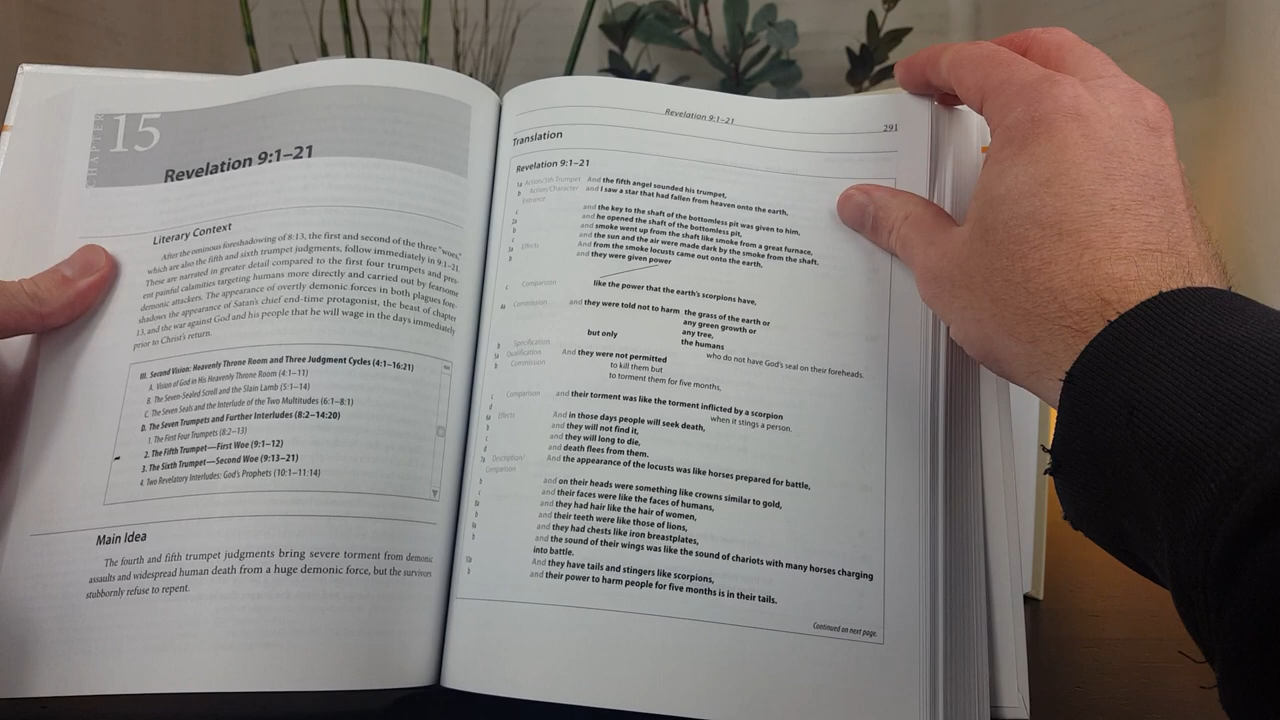 CHAPTER 15
Revelation 9:1–21
Literary Context
After the ominous foreshadowing of 8:13, the first and second of the three "woes,"
which are also the fifth and sixth trumpet judgments, follow immediately in 9:1–21.
These are narrated in greater detail compared to the first four trumpets and pres-
ent painful calamities targeting humans more directly and carried out by fearsome
demonic attackers. The appearance of overtly demonic forces in both plagues fore-
shadows the appearance of Satan's chief end-time protagonist, the beast of chapter
13, and the war against God and his people that he will wage in the days immediately
prior to Christ's return.
III. Second Vision: Heavenly Throne Room and Three Judgment Cycles (4:1–16:21)
A. Vision of God in His Heavenly Throne Room (4:1–11)
B. The Seven-Sealed Scroll and the Slain Lamb (5:1–14)
C. The Seven Seals and the Interlude of the Two Multitudes (6:1–8:1)
D. The Seven Trumpets and Further Interludes (8:2–14:20)
1. The First Four Trumpets (8:2–13)
2. The Fifth Trumpet—First Woe (9:1–12)
3. The Sixth Trumpet—Second Woe (9:13–21)
4. Two Revelatory Interludes: God's Prophets (10:1–11:14)
Main Idea
The fourth and fifth trumpet judgments bring severe torment from demonic
assaults and widespread human death from a huge demonic force, but the survivors
stubbornly refuse to repent.
Revelation 9:1–21 291
Translation
Revelation 9:1–21
1a Action/5th Trumpet And the fifth angel sounded his trumpet,
b Action/Character and I saw a star that had fallen from heaven onto the earth,
Entrance
c and the key to the shaft of the bottomless pit was given to him,
2a and he opened the shaft of the bottomless pit,
b and smoke went up from the shaft like smoke from a great furnace,
c and the sun and the air were made dark by the smoke from the shaft.
3a Effects And from the smoke locusts came out onto the earth,
b and they were given power
c Comparison like the power that the earth's scorpions have,
4a Commission and they were told not to harm the grass of the earth or
any green growth or
any tree,
b Specification but only the humans
who do not have God's seal on their foreheads.
5a Qualification And they were not permitted
b Commission to kill them but
to torment them for five months,
c Comparison and their torment was like the torment inflicted by a scorpion
d when it stings a person.
6a Effects And in those days people will seek death,
b and they will not find it,
c and they will long to die,
d and death flees from them.
7a Description/ And the appearance of the locusts was like horses prepared for battle,
Comparison
b and on their heads were something like crowns similar to gold,
c and their faces were like the faces of humans,
8a and they had hair like the hair of women,
b and their teeth were like those of lions,
9a and they had chests like iron breastplates,
b and the sound of their wings was like the sound of chariots with many horses charging
into battle.
10a And they have tails and stingers like scorpions,
b and their power to harm people for five months is in their tails.
Continued on next page.